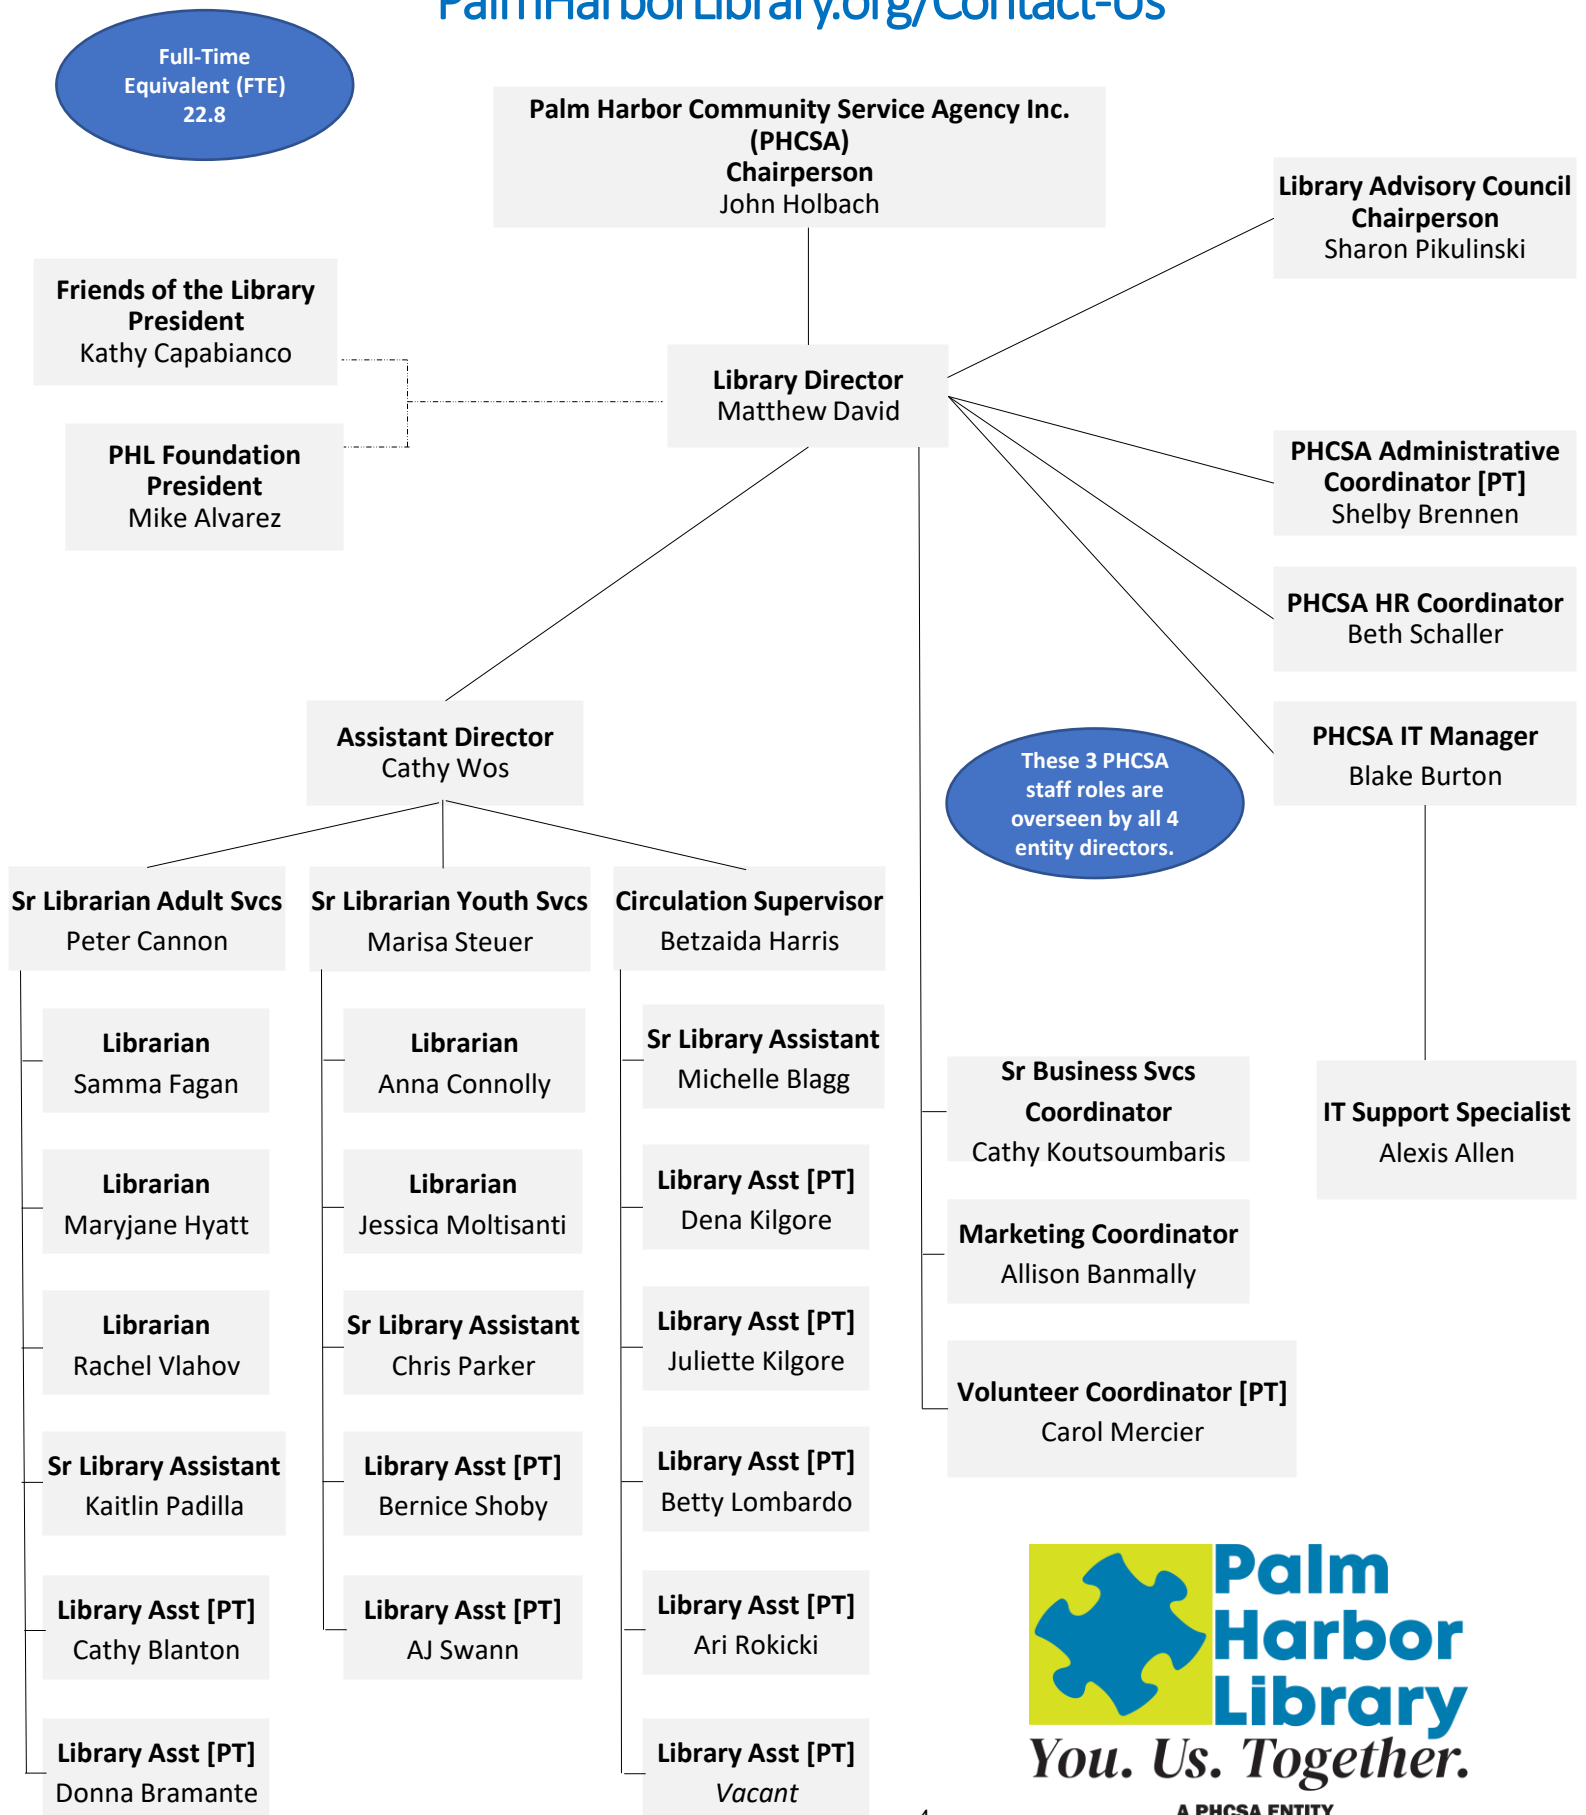 PalmHarborLibrary.org/Contact-Us
Full-Time
Equivalent (FTE)
22.8
Palm Harbor Community Service Agency Inc.
(PHCSA)
Chairperson
John Holbach
Library Advisory Council
Chairperson
Sharon Pikulinski
Friends of the Library
President
Kathy Capabianco
Library Director
Matthew David
PHL Foundation
President
Mike Alvarez
PHCSA Administrative
Coordinator [PT]
Shelby Brennen
PHCSA HR Coordinator
Beth Schaller
PHCSA IT Manager
Blake Burton
Assistant Director
Cathy Wos
These 3 PHCSA
staff roles are
overseen by all 4
entity directors.
Sr Librarian Adult Svcs
Peter Cannon
Sr Librarian Youth Svcs
Marisa Steuer
Circulation Supervisor
Betzaida Harris
Librarian
Samma Fagan
Librarian
Anna Connolly
Sr Library Assistant
Michelle Blagg
Sr Business Svcs
Coordinator
Cathy Koutsoumbaris
IT Support Specialist
Alexis Allen
Librarian
Maryjane Hyatt
Librarian
Jessica Moltisanti
Library Asst [PT]
Dena Kilgore
Marketing Coordinator
Allison Banmally
Librarian
Rachel Vlahov
Sr Library Assistant
Chris Parker
Library Asst [PT]
Juliette Kilgore
Volunteer Coordinator [PT]
Carol Mercier
Sr Library Assistant
Kaitlin Padilla
Library Asst [PT]
Bernice Shoby
Library Asst [PT]
Betty Lombardo
Library Asst [PT]
Cathy Blanton
Library Asst [PT]
AJ Swann
Library Asst [PT]
Ari Rokicki
Library Asst [PT]
Donna Bramante
Library Asst [PT]
Vacant
Palm
Harbor
Library
You. Us. Together.
A PHCSA ENTITY